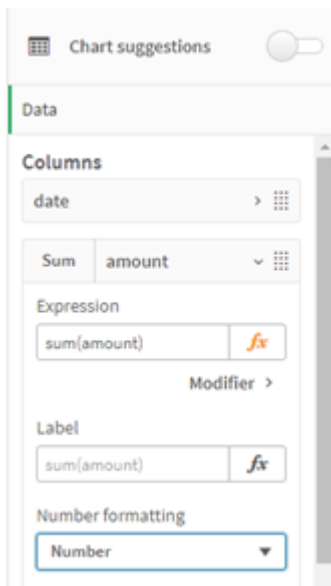 Chart suggestions
Data
Columns
date
Sum amount
Expression
sum(amount) fx
Modifier >
Label
sum(amount) fx
Number formatting
Number